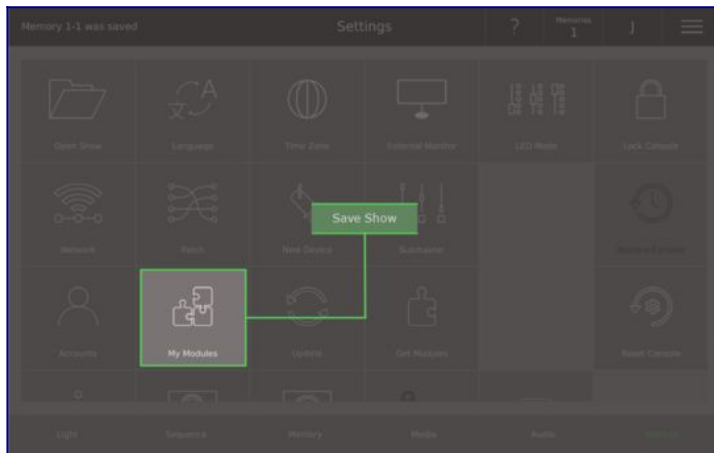 Memory 1-1 was saved
Settings
?
Memories
1
J
Open Show
Language
Time Zone
External Monitor
LED Mode
Lock Console
Network
Patch
New Device
Save Show
Submaster
Accounts
My Modules
Update
Get Modules
Reset Console
Light
Sequence
Memory
Media
Audio